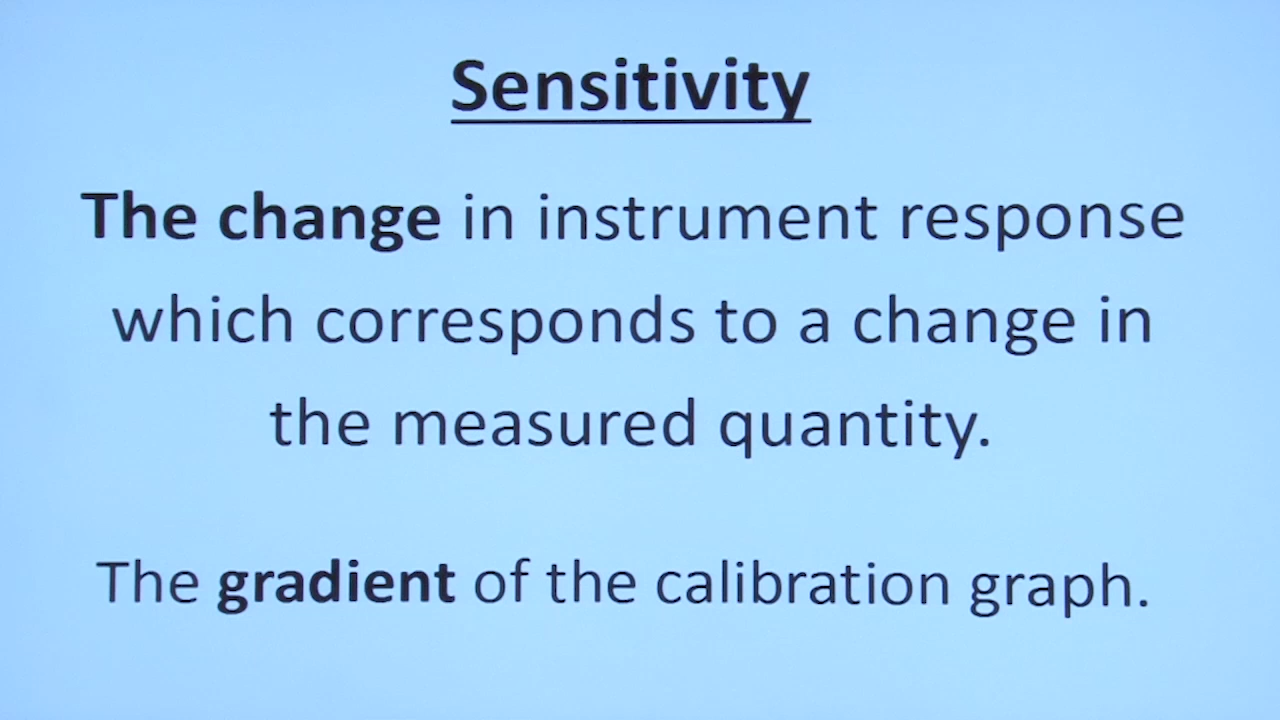 Sensitivity
The change in instrument response
which corresponds to a change in
the measured quantity.
The gradient of the calibration graph.